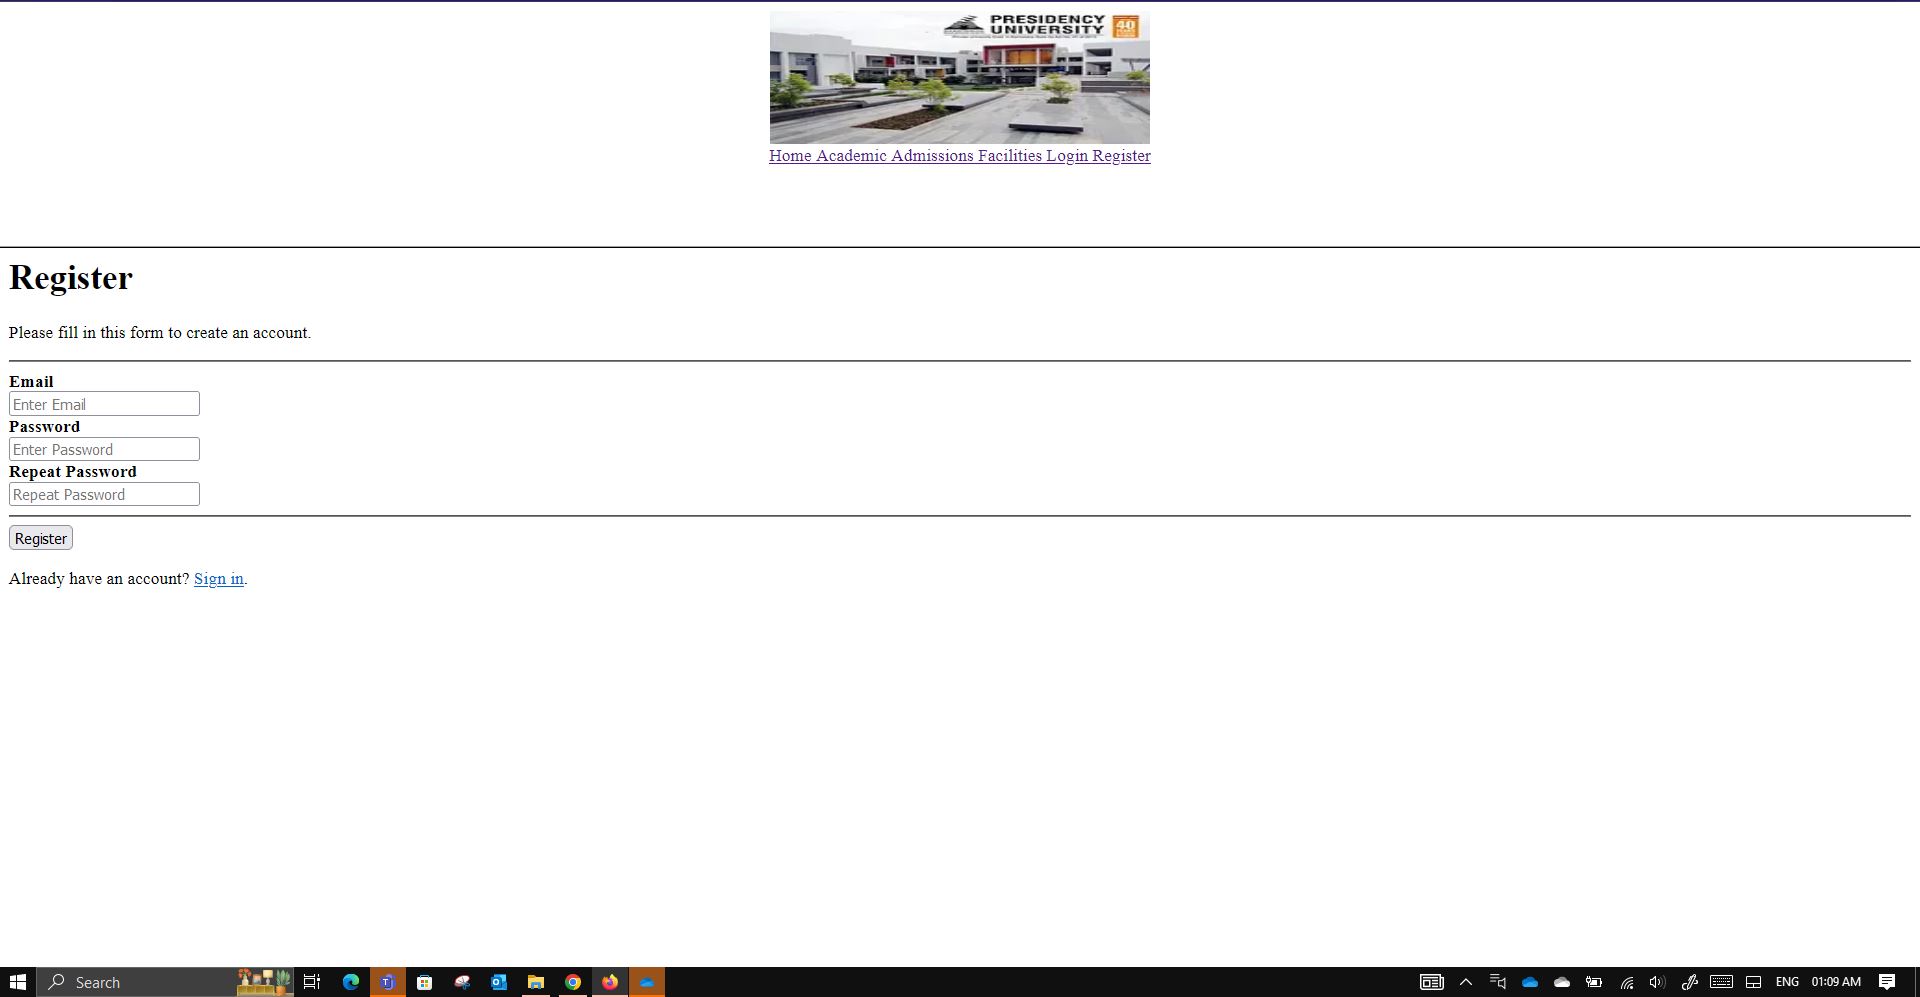 PRESIDENCY
UNIVERSITY
40
Home Academic Admissions Facilities Login Register
Register
Please fill in this form to create an account.
Email
Enter Email
Password
Enter Password
Repeat Password
Repeat Password
Register
Already have an account? Sign in.
Search
ENG 01:09 AM